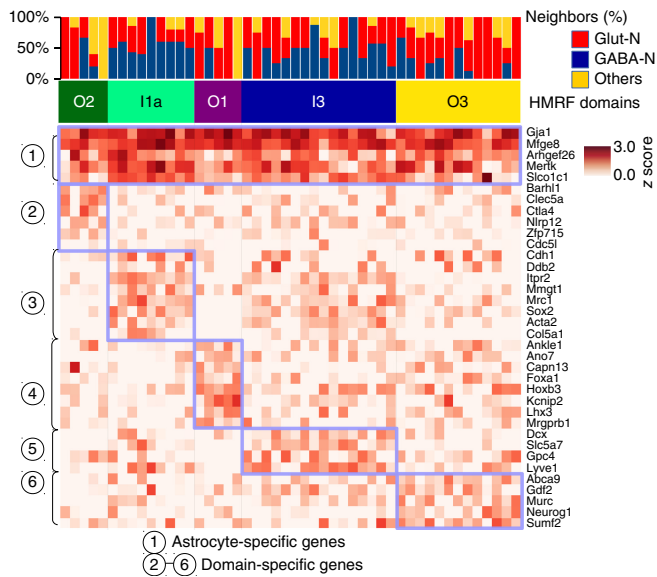 100%
50%
0%
Neighbors (%)
Glut-N
GABA-N
Others
O2 I1a O1 I3 O3 HMRF domains
1
2
3
4
5
6
Gja1
Mfge8
Arhgef26
Mertk
Slco1c1
Barhl1
Clec5a
Ctla4
Nlrp12
Zfp715
Cdc5l
Cdh1
Ddb2
Itpr2
Mmgt1
Mrc1
Sox2
Acta2
Col5a1
Ankle1
Ano7
Capn13
Foxa1
Hoxb3
Kcnip2
Lhx3
Mrgprb1
Dcx
Slc5a7
Gpc4
Lyve1
Abca9
Gdf2
Murc
Neurog1
Sumf2
3.0
0.0
z score
1 Astrocyte-specific genes
2–6 Domain-specific genes